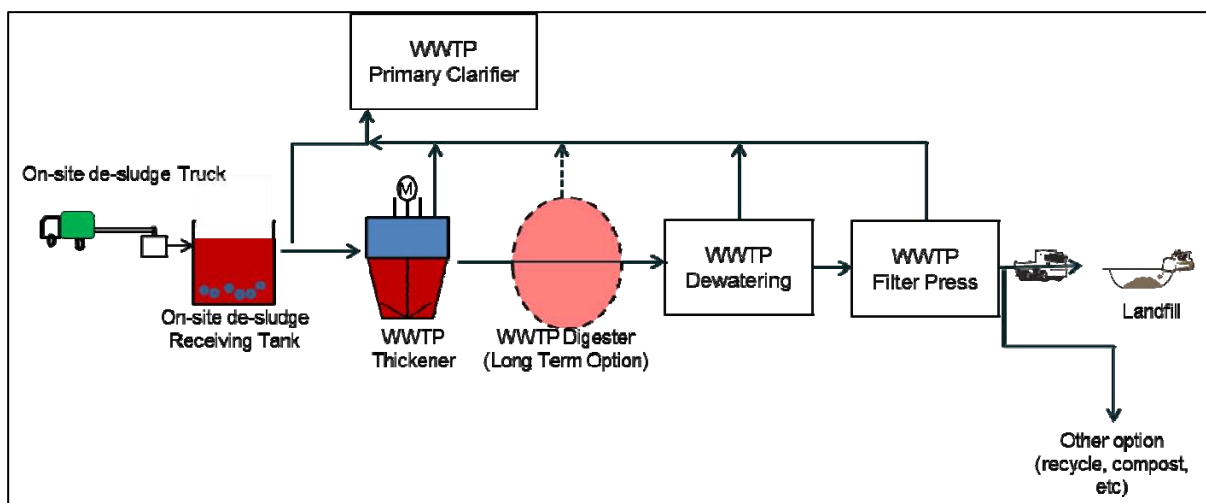 WWTP
Primary Clarifier
On-site de-sludge Truck
M
On-site de-sludge
Receiving Tank
WWTP
Thickener
WWTP Digester
(Long Term Option)
WWTP
Dewatering
WWTP
Filter Press
Landfill
Other option
(recycle, compost,
etc)